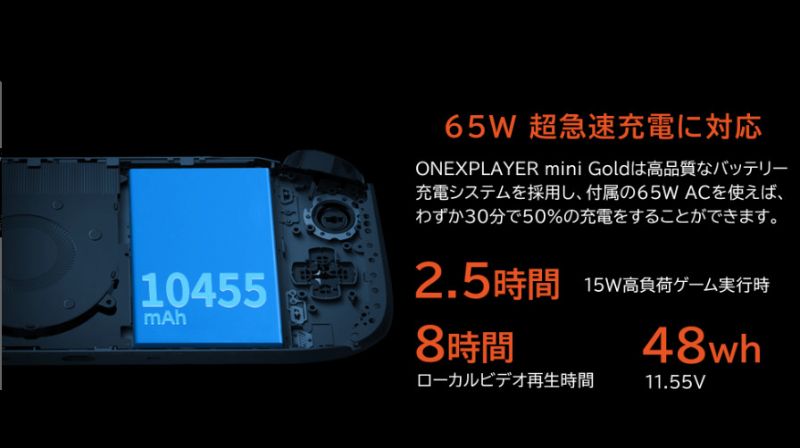 65W 超急速充電に対応
ONEXPLAYER mini Goldは高品質なバッテリー
充電システムを採用し、付属の65W ACを使えば、
わずか30分で50%の充電をすることができます。
10455
mAh
2.5時間 15W高負荷ゲーム実行時
8時間
ローカルビデオ再生時間
48wh
11.55V